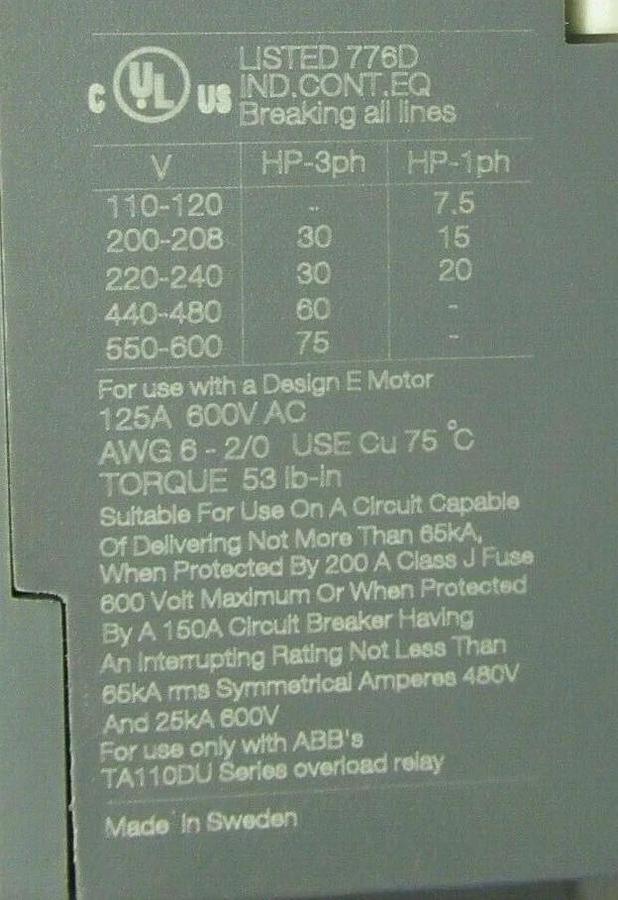 C UL US LISTED 776D
IND.CONT.EQ
Breaking all lines
V HP-3ph HP-1ph
110-120 -- 7.5
200-208 30 15
220-240 30 20
440-480 60 -
550-600 75 -
For use with a Design E Motor
125A 600V AC
AWG 6 - 2/0 USE Cu 75 °C
TORQUE 53 lb-in
Suitable For Use On A Circuit Capable
Of Delivering Not More Than 65kA,
When Protected By 200 A Class J Fuse
600 Volt Maximum Or When Protected
By A 150A Circuit Breaker Having
An Interrupting Rating Not Less Than
65kA rms Symmetrical Amperes 480V
And 25kA 600V
For use only with ABB's
TA110DU Series overload relay
Made in Sweden